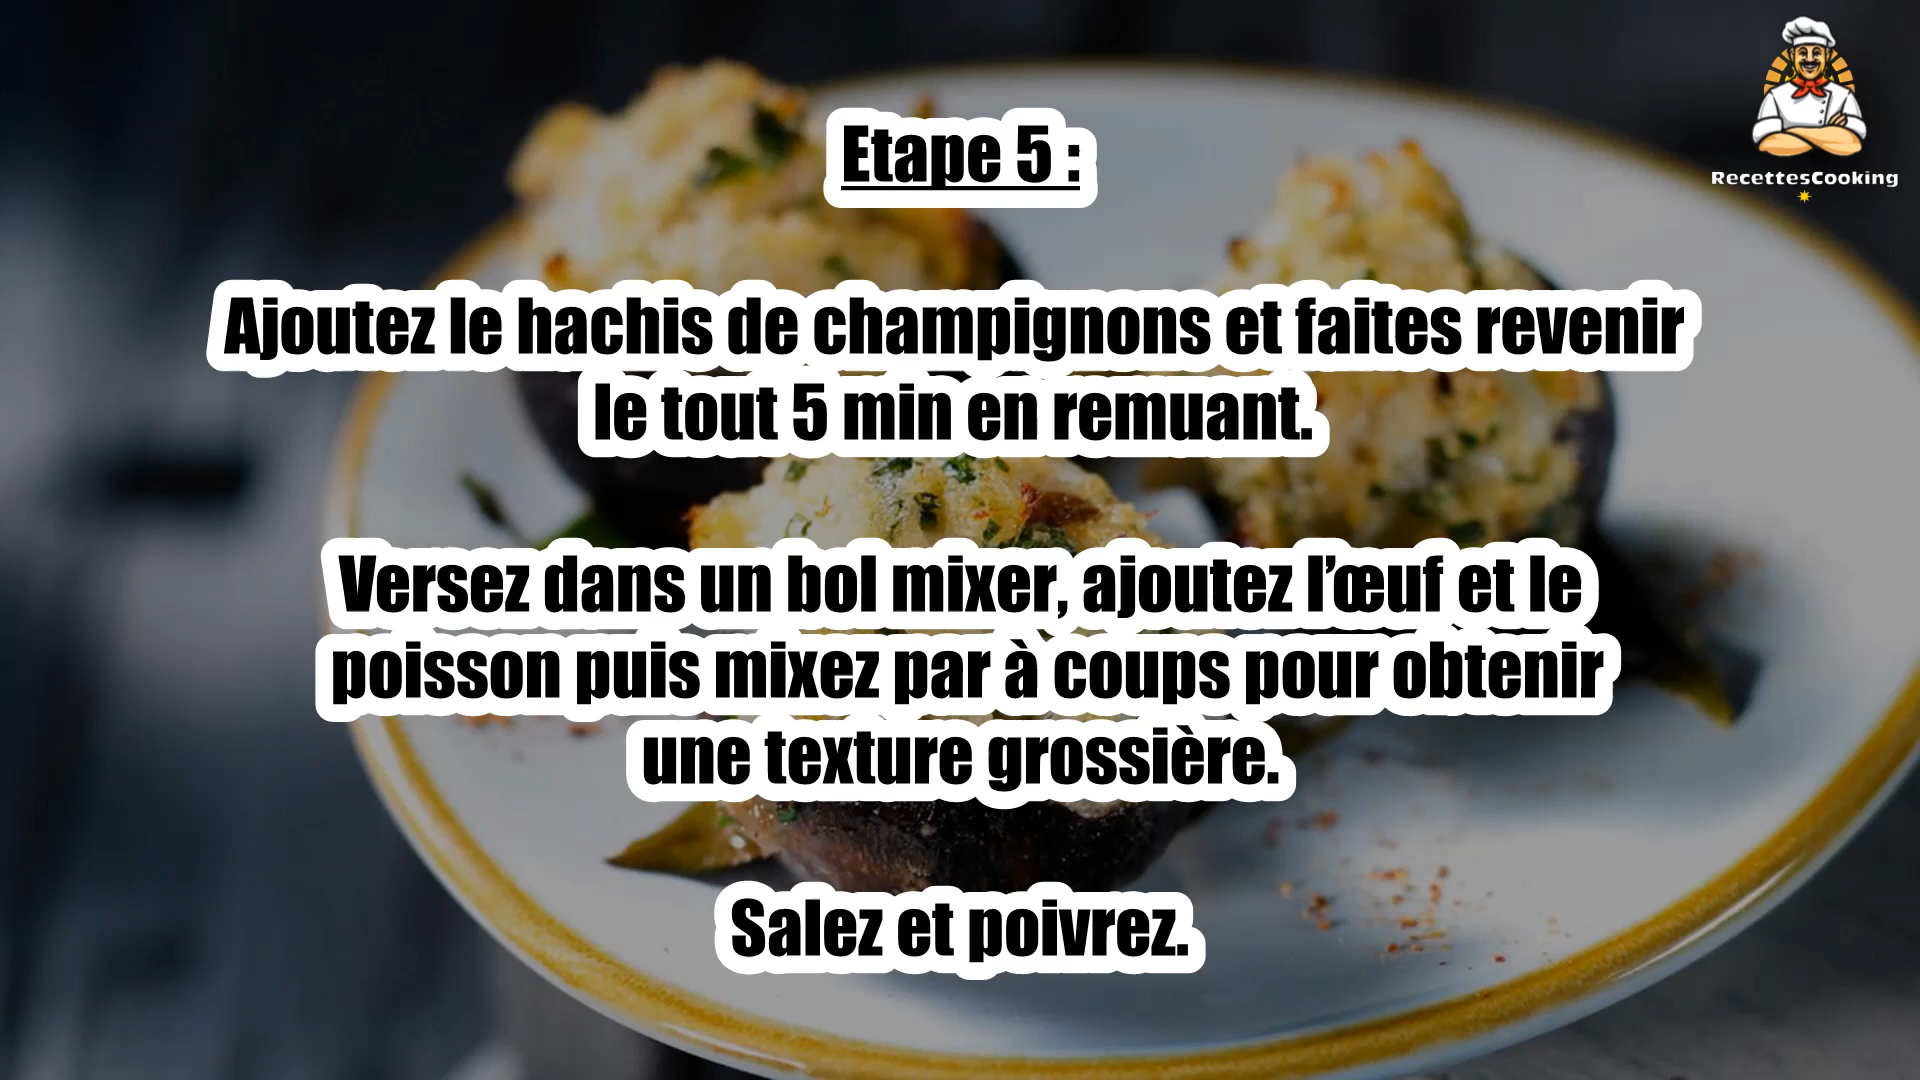 RecettesCooking
Etape 5 :
Ajoutez le hachis de champignons et faites revenir
le tout 5 min en remuant.
Versez dans un bol mixer, ajoutez l’œuf et le
poisson puis mixez par à coups pour obtenir
une texture grossière.
Salez et poivrez.